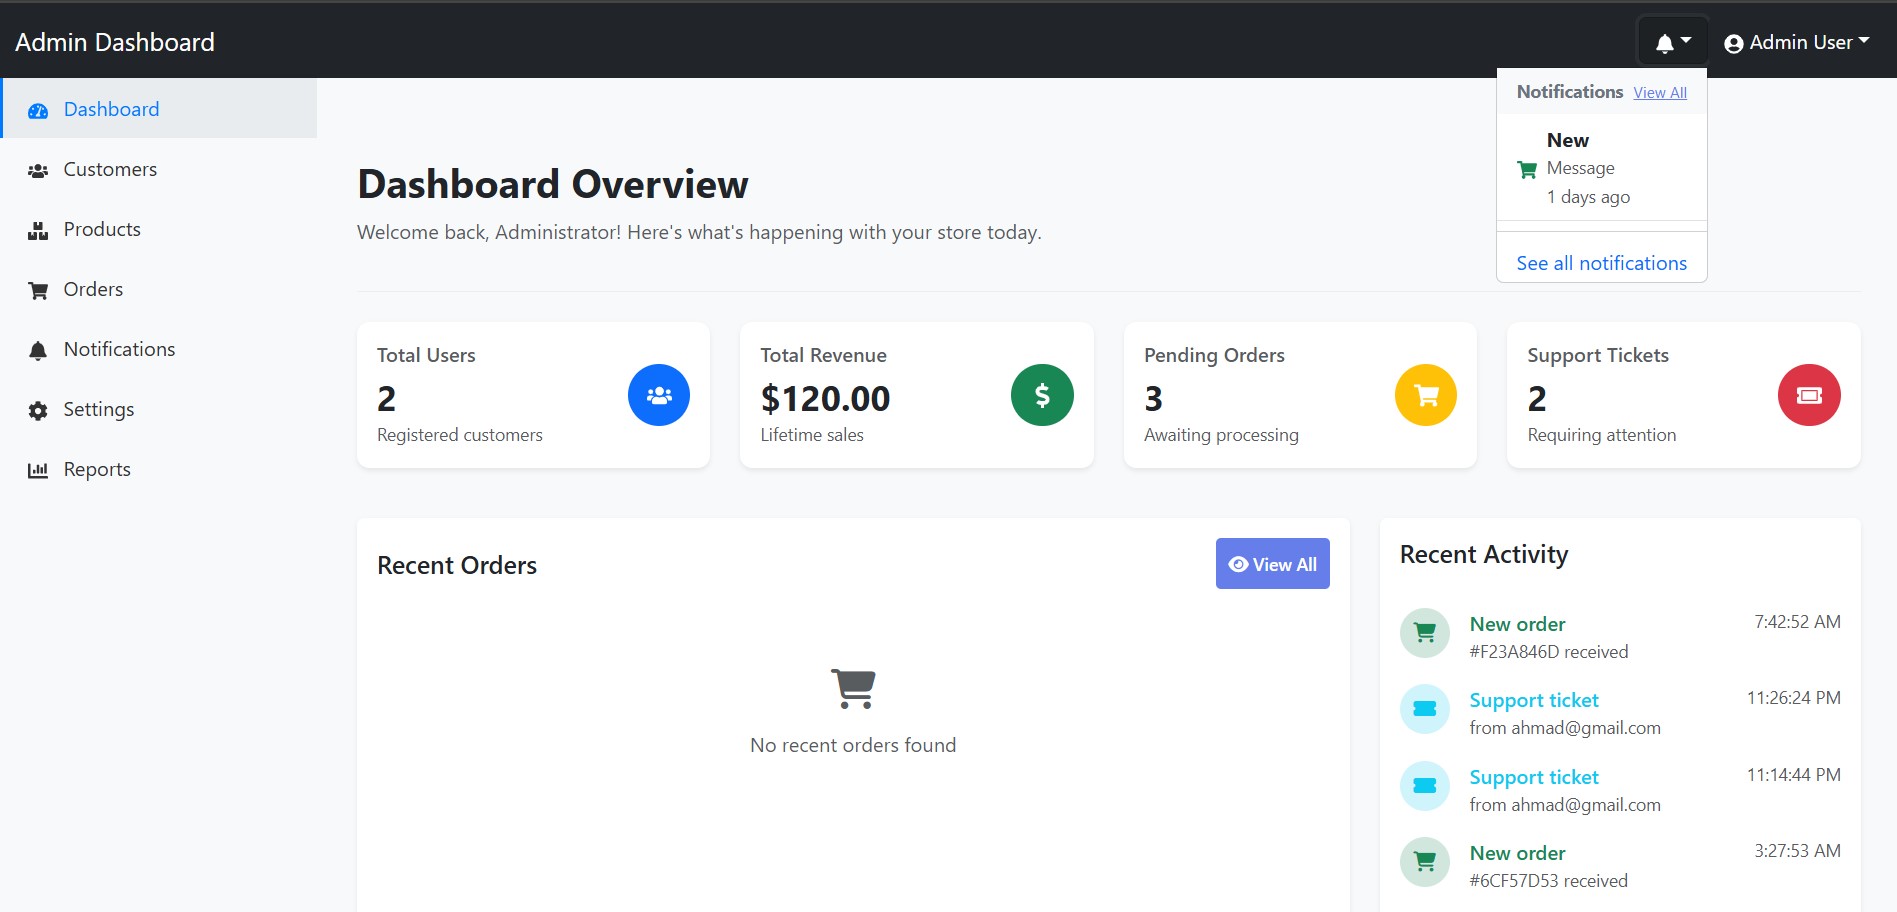 Admin Dashboard
Admin User
Dashboard
Customers
Products
Orders
Notifications
Settings
Reports
Notifications View All
New
Message
1 days ago
See all notifications
Dashboard Overview
Welcome back, Administrator! Here's what's happening with your store today.
Total Users
2
Registered customers
Total Revenue
$120.00
Lifetime sales
$
Pending Orders
3
Awaiting processing
Support Tickets
2
Requiring attention
Recent Orders
View All
No recent orders found
Recent Activity
New order 7:42:52 AM
#F23A846D received
Support ticket 11:26:24 PM
from ahmad@gmail.com
Support ticket 11:14:44 PM
from ahmad@gmail.com
New order 3:27:53 AM
#6CF57D53 received